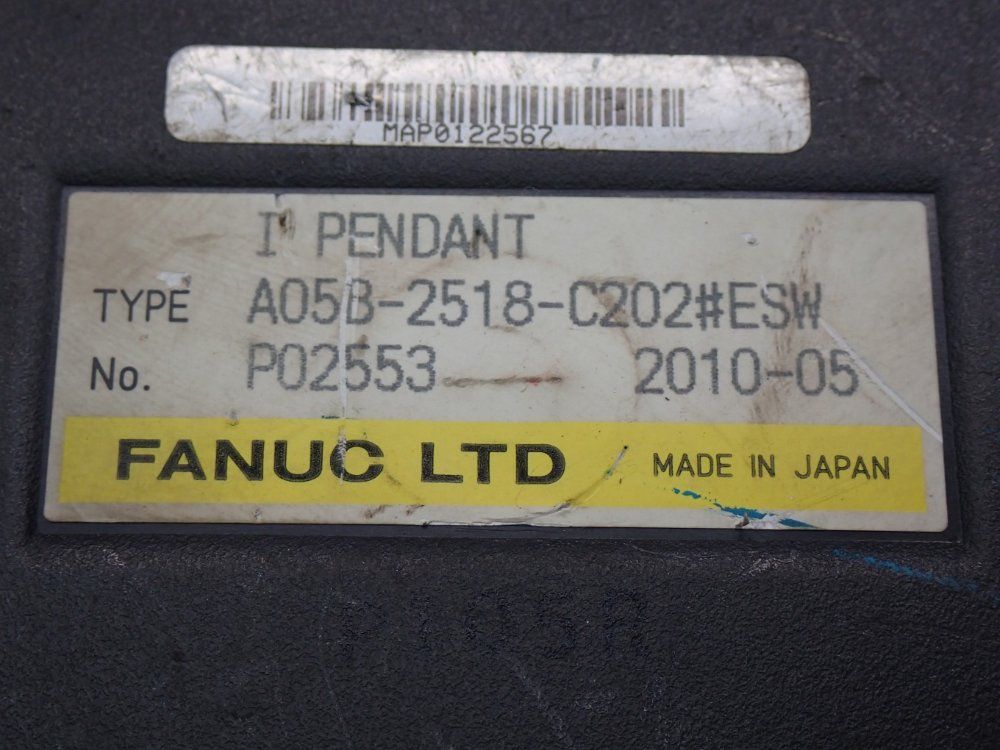 MAP0122567
I PENDANT
TYPE A05B-2518-C202#ESW
No. P02553 2010-05
FANUC LTD MADE IN JAPAN